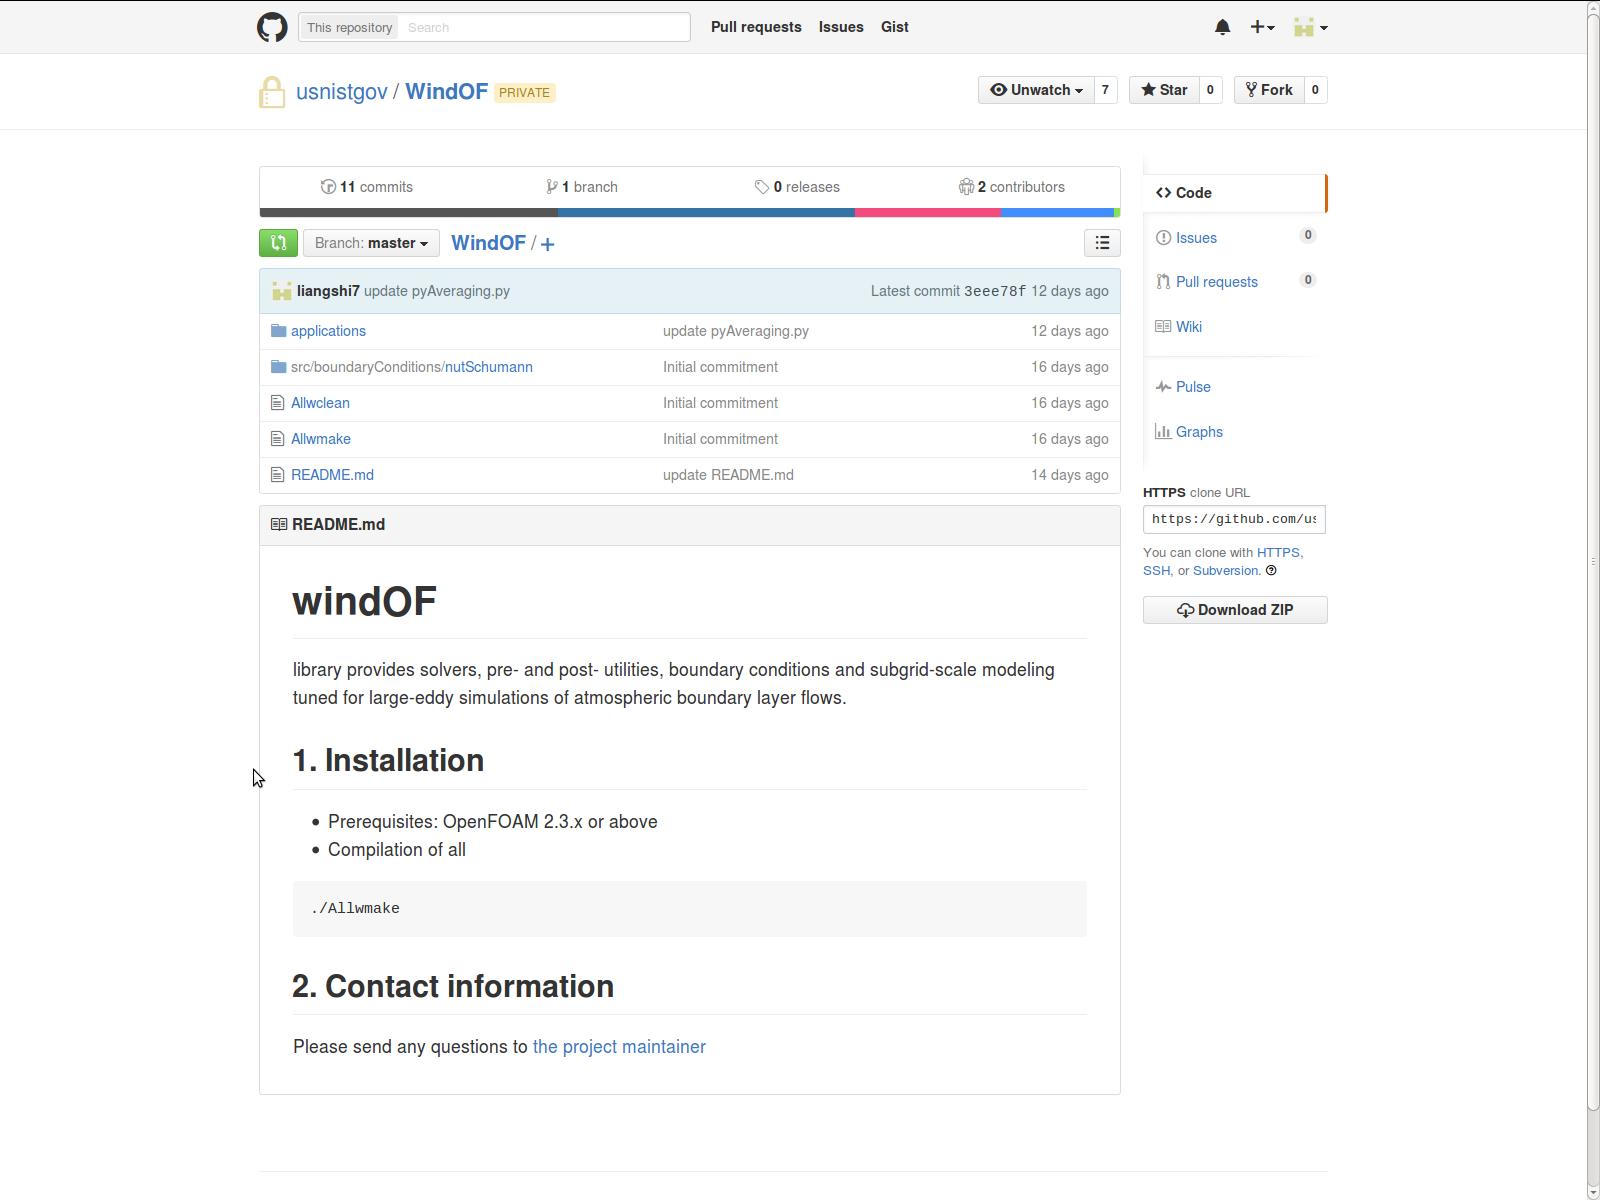 This repository Search Pull requests Issues Gist
usnistgov / WindOF PRIVATE Unwatch 7 Star 0 Fork 0
11 commits 1 branch 0 releases 2 contributors
Branch: master WindOF / +
liangshi7 update pyAveraging.py Latest commit 3eee78f 12 days ago
applications update pyAveraging.py 12 days ago
src/boundaryConditions/nutSchumann Initial commitment 16 days ago
Allwclean Initial commitment 16 days ago
Allwmake Initial commitment 16 days ago
README.md update README.md 14 days ago
README.md
windOF
library provides solvers, pre- and post- utilities, boundary conditions and subgrid-scale modeling
tuned for large-eddy simulations of atmospheric boundary layer flows.
1. Installation
Prerequisites: OpenFOAM 2.3.x or above
Compilation of all
./Allwmake
2. Contact information
Please send any questions to the project maintainer
Code
Issues 0
Pull requests 0
Wiki
Pulse
Graphs
HTTPS clone URL
https://github.com/us
You can clone with HTTPS,
SSH, or Subversion.
Download ZIP